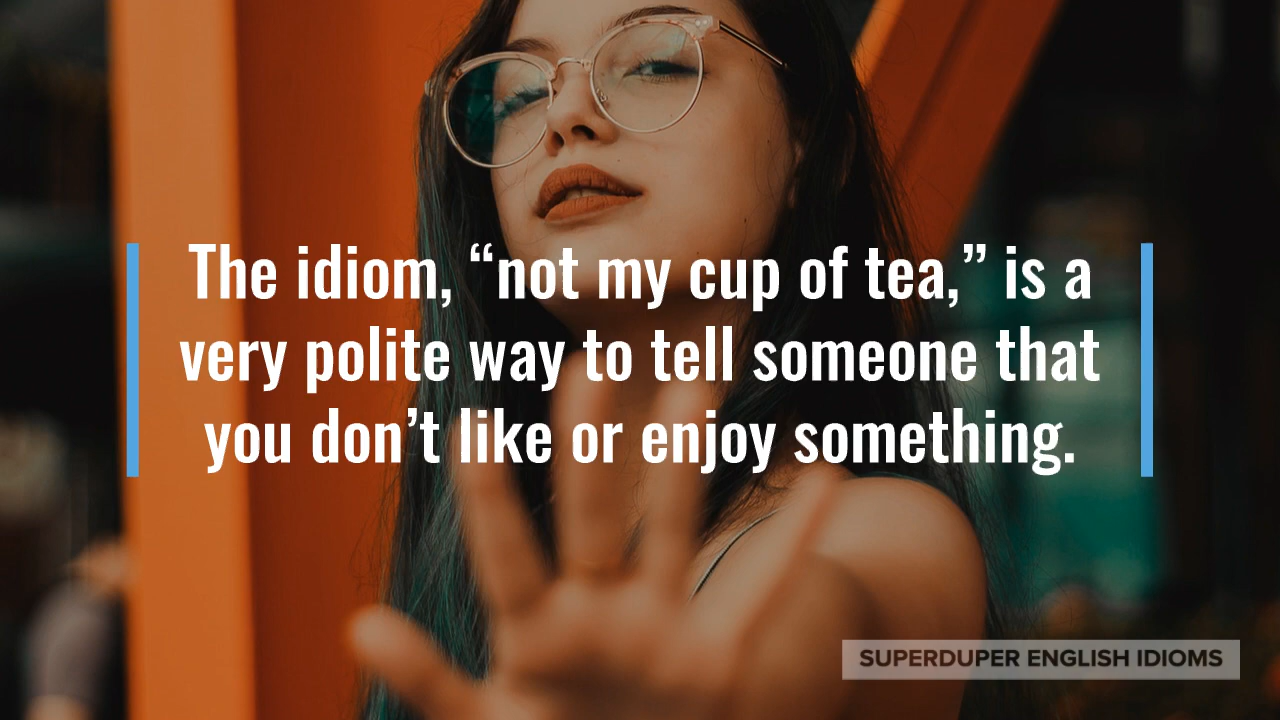 The idiom, “not my cup of tea,” is a
very polite way to tell someone that
you don’t like or enjoy something.
SUPERDUPER ENGLISH IDIOMS